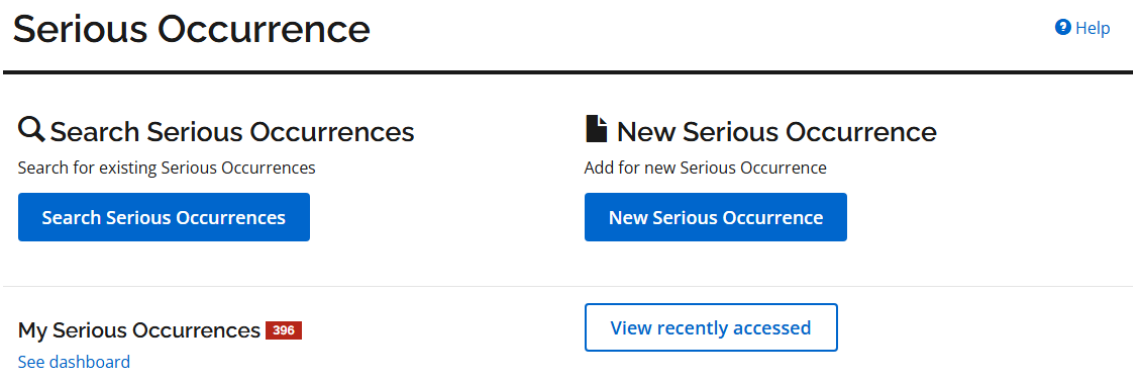 Serious Occurrence
Help
Search Serious Occurrences
Search for existing Serious Occurrences
Search Serious Occurrences
New Serious Occurrence
Add for new Serious Occurrence
New Serious Occurrence
My Serious Occurrences 396
See dashboard
View recently accessed